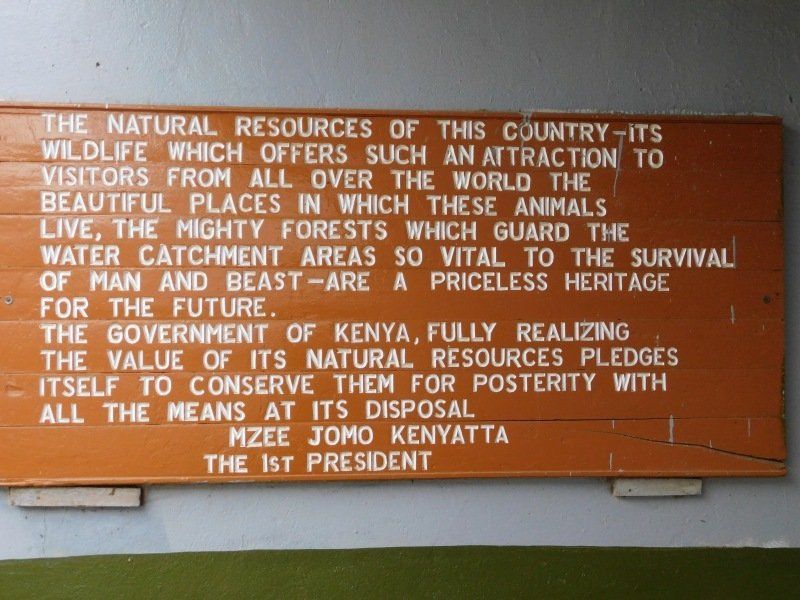 THE NATURAL RESOURCES OF THIS COUNTRY-ITS
WILDLIFE WHICH OFFERS SUCH AN ATTRACTION TO
VISITORS FROM ALL OVER THE WORLD THE
BEAUTIFUL PLACES IN WHICH THESE ANIMALS
LIVE, THE MIGHTY FORESTS WHICH GUARD THE
WATER CATCHMENT AREAS SO VITAL TO THE SURVIVAL
OF MAN AND BEAST-ARE A PRICELESS HERITAGE
FOR THE FUTURE.
THE GOVERNMENT OF KENYA, FULLY REALIZING
THE VALUE OF ITS NATURAL RESOURCES PLEDGES
ITSELF TO CONSERVE THEM FOR POSTERITY WITH
ALL THE MEANS AT ITS DISPOSAL
MZEE JOMO KENYATTA
THE 1ST PRESIDENT